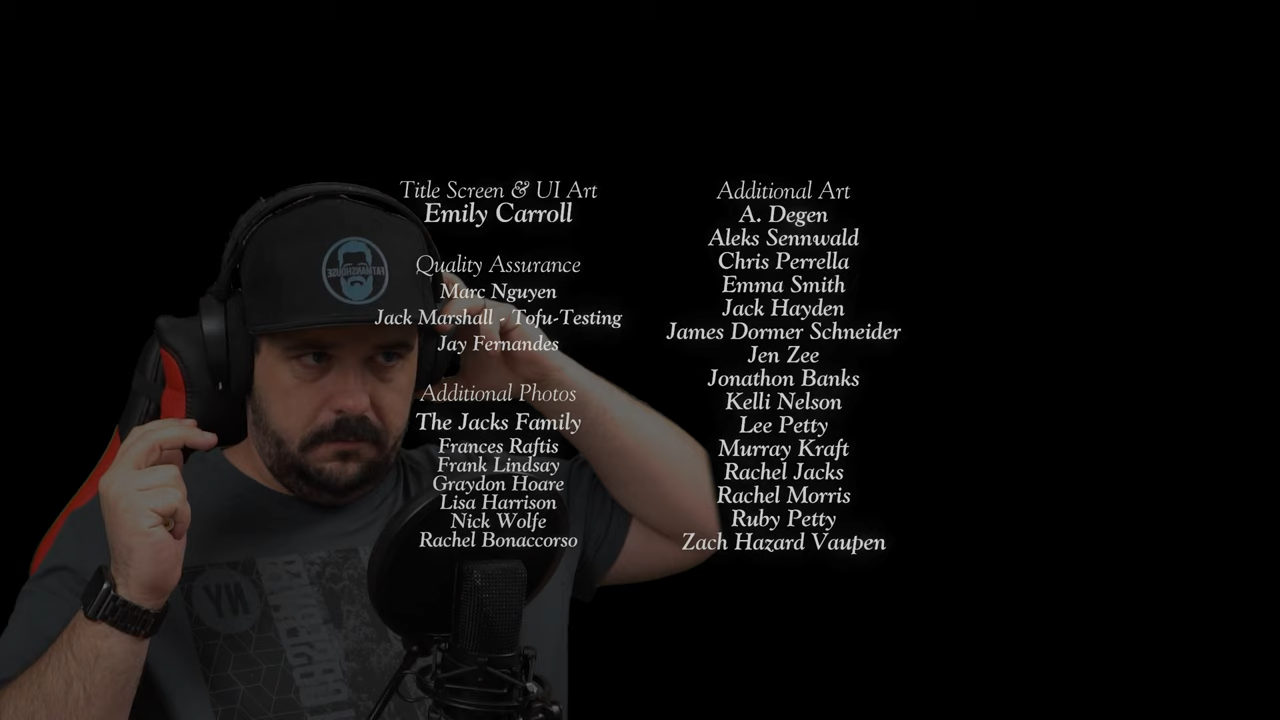 Title Screen & UI Art
Emily Carroll
Quality Assurance
Marc Nguyen
Jack Marshall - Tofu-Testing
Jay Fernandes
Additional Photos
The Jacks Family
Frances Raftis
Frank Lindsay
Graydon Hoare
Lisa Harrison
Nick Wolfe
Rachel Bonaccorso
Additional Art
A. Degen
Aleks Sennwald
Chris Perrella
Emma Smith
Jack Hayden
James Dormer Schneider
Jen Zee
Jonathon Banks
Kelli Nelson
Lee Petty
Murray Kraft
Rachel Jacks
Rachel Morris
Ruby Petty
Zach Hazard Vaupen
FATMANSHOUSE
NY